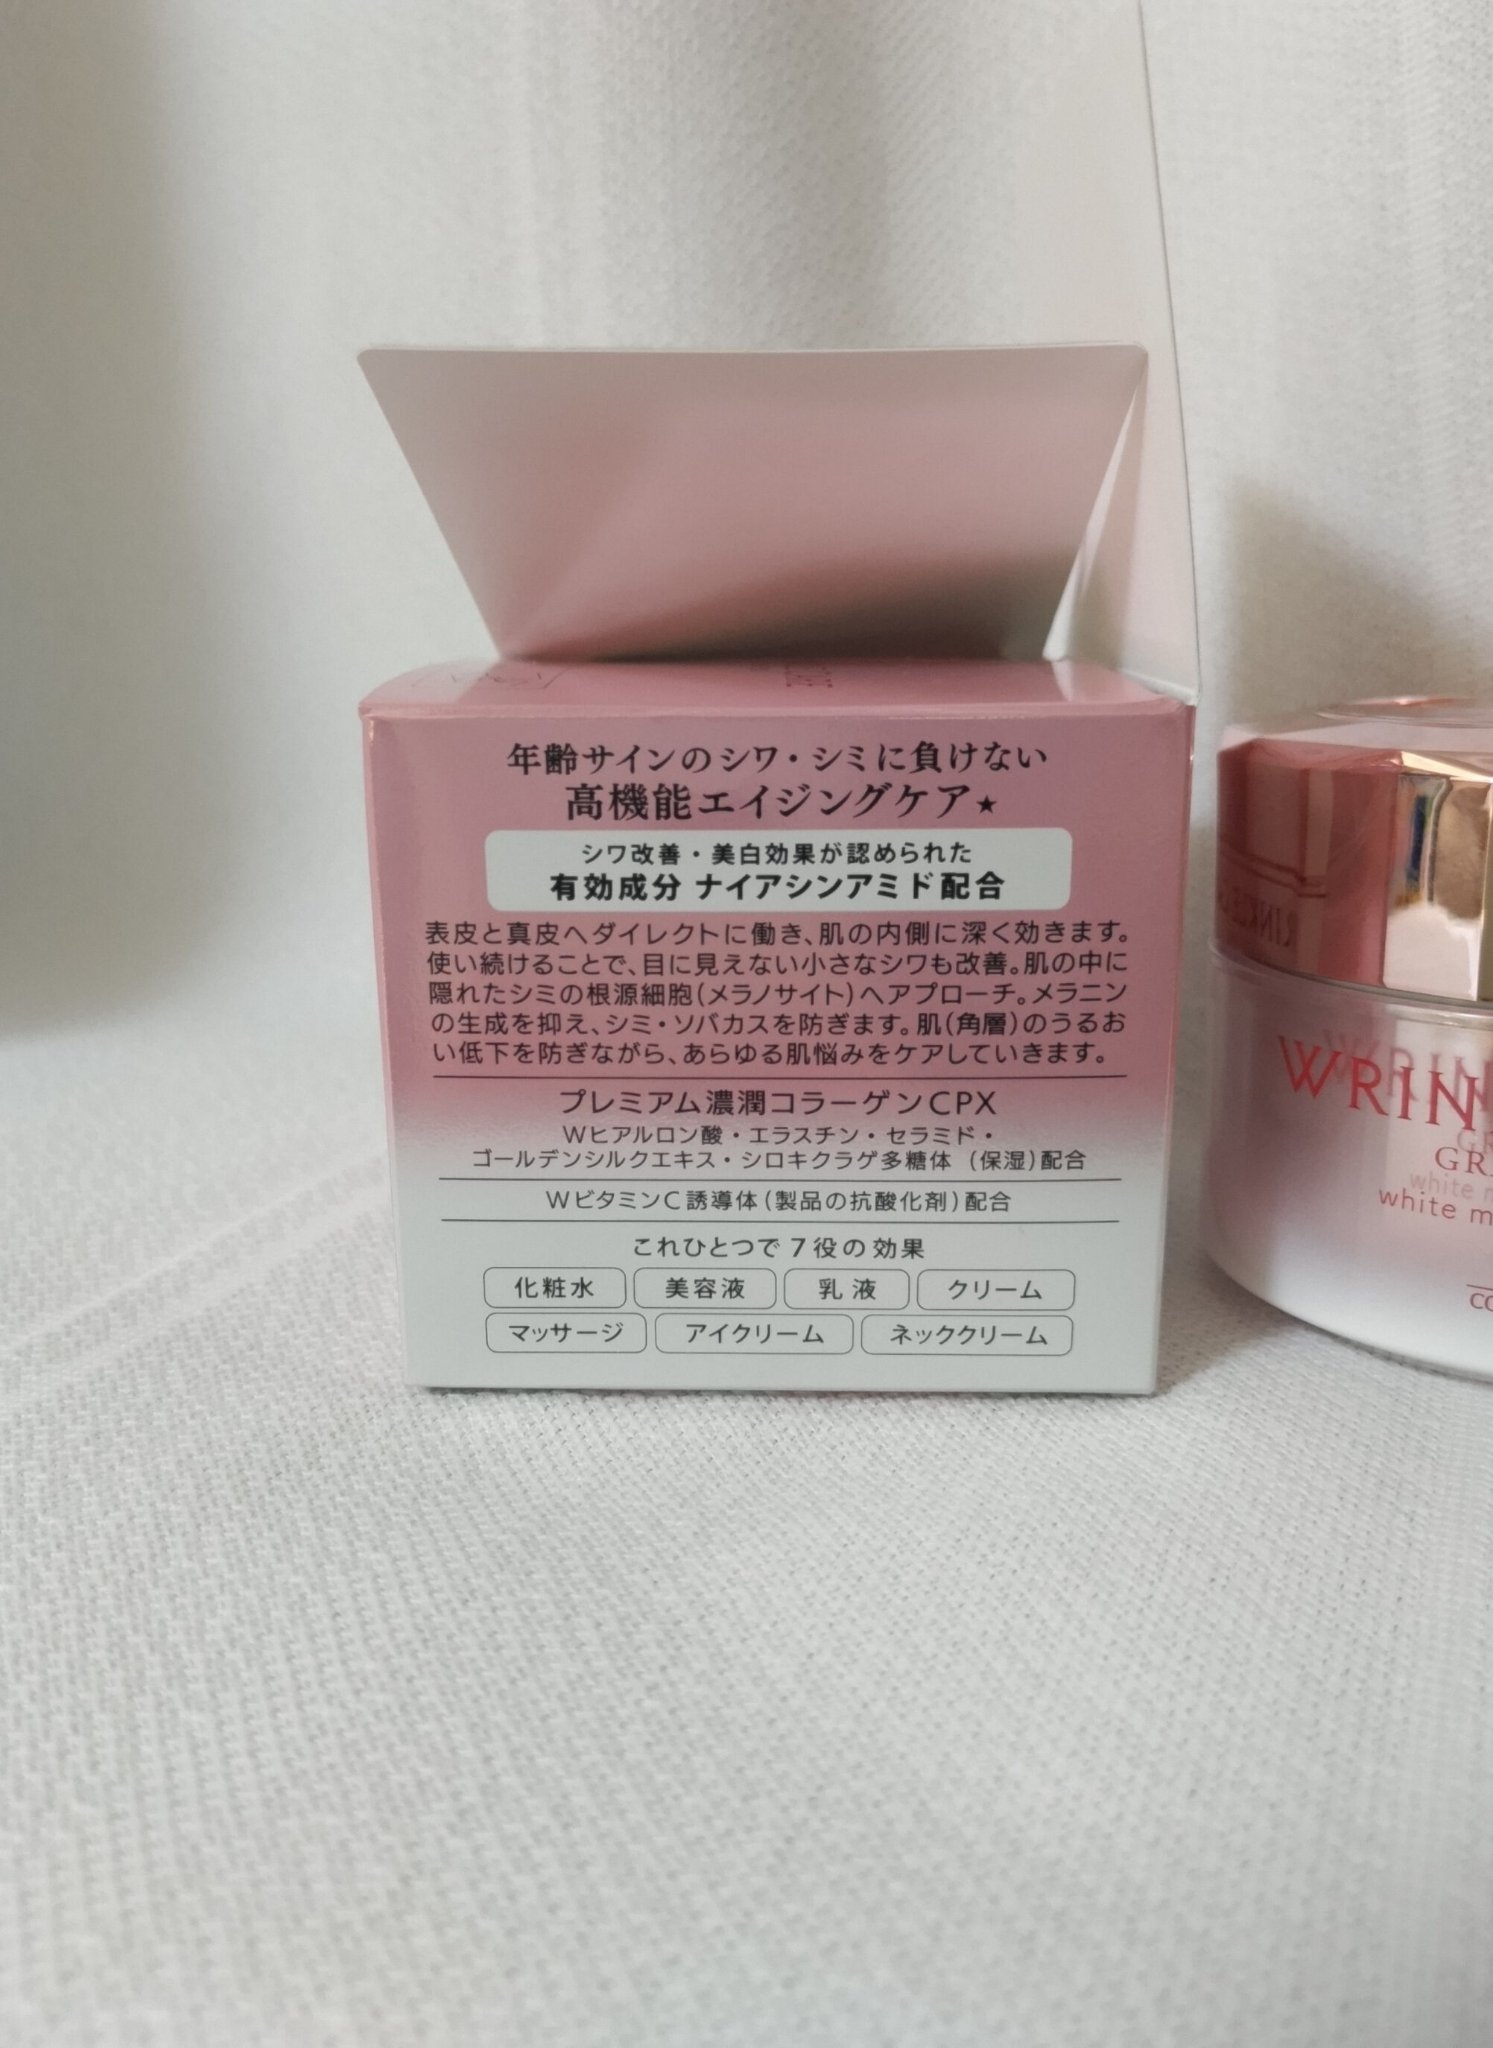 年齢サインのシワ・シミに負けない
高機能エイジングケア★
シワ改善・美白効果が認められた
有効成分 ナイアシンアミド配合
表皮と真皮へダイレクトに働き、肌の内側に深く効きます。
使い続けることで、目に見えない小さなシワも改善。肌の中に
隠れたシミの根源細胞(メラノサイト)へアプローチ。メラニン
の生成を抑え、シミ・ソバカスを防ぎます。肌(角層)のうるお
い低下を防ぎながら、あらゆる肌悩みをケアしていきます。
プレミアム濃潤コラーゲンCPX
Wヒアルロン酸・エラスチン・セラミド・
ゴールデンシルクエキス・シロキクラゲ多糖体 (保湿)配合
WビタミンC誘導体(製品の抗酸化剤)配合
これひとつで7役の効果
化粧水 美容液 乳液 クリーム
マッサージ アイクリーム ネッククリーム
WRIN
GR
white m